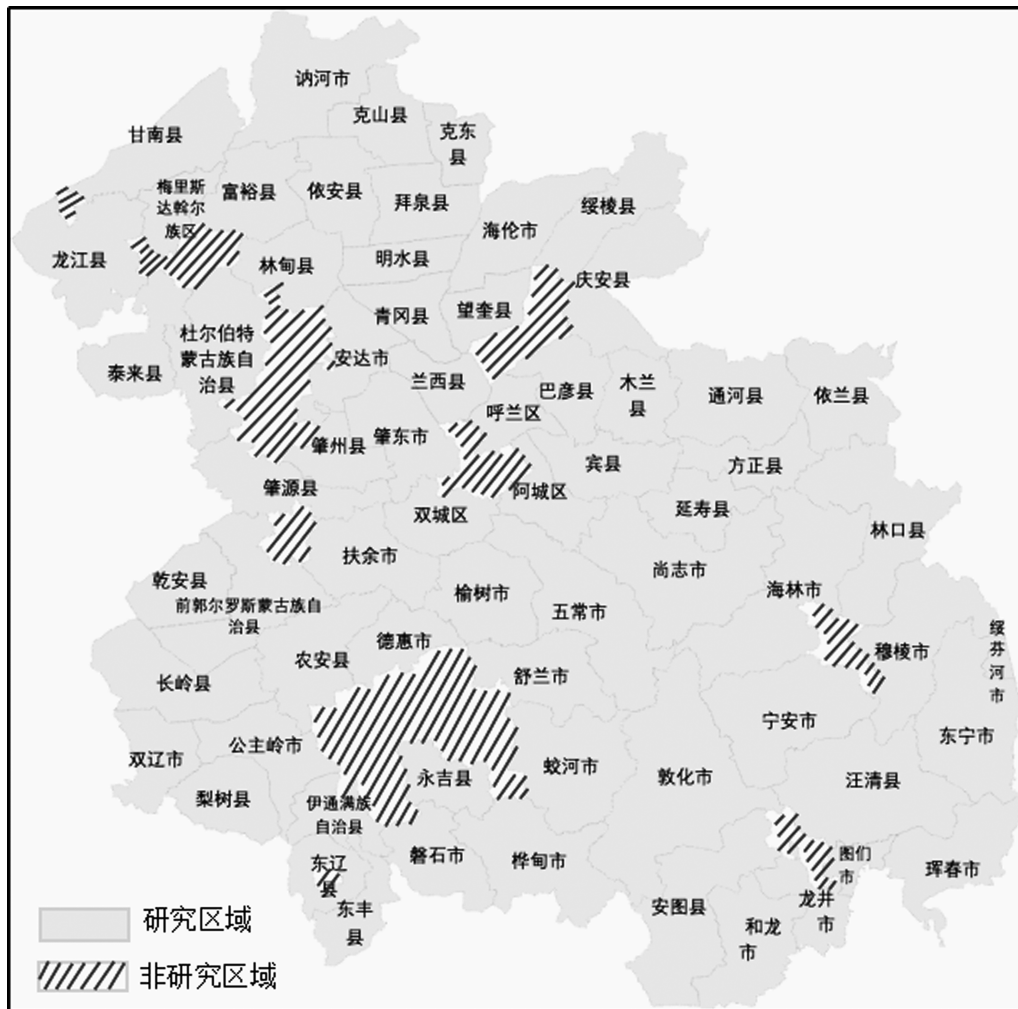 讷河市
克山县
克东
县
甘南县
梅里斯
达斡尔
族区
富裕县
依安县
拜泉县
绥棱县
海伦市
龙江县
林甸县
明水县
庆安县
青冈县
望奎县
杜尔伯特
蒙古族自
治县
泰来县
安达市
兰西县
巴彦县
木兰
县
通河县
依兰县
呼兰区
肇州县
肇东市
宾县
方正县
肇源县
阿城区
双城区
延寿县
林口县
扶余市
尚志市
乾安县
榆树市
海林市
前郭尔罗斯蒙古族自
治县
五常市
德惠市
绥
芬
河
市
农安县
穆棱市
长岭县
舒兰市
宁安市
东宁市
双辽市
公主岭市
永吉县
蛟河市
敦化市
汪清县
梨树县
伊通满族
自治县
磐石市
桦甸市
图们
市
珲春市
东辽
县
东丰
县
安图县
龙井
市
和龙
市
研究区域
非研究区域